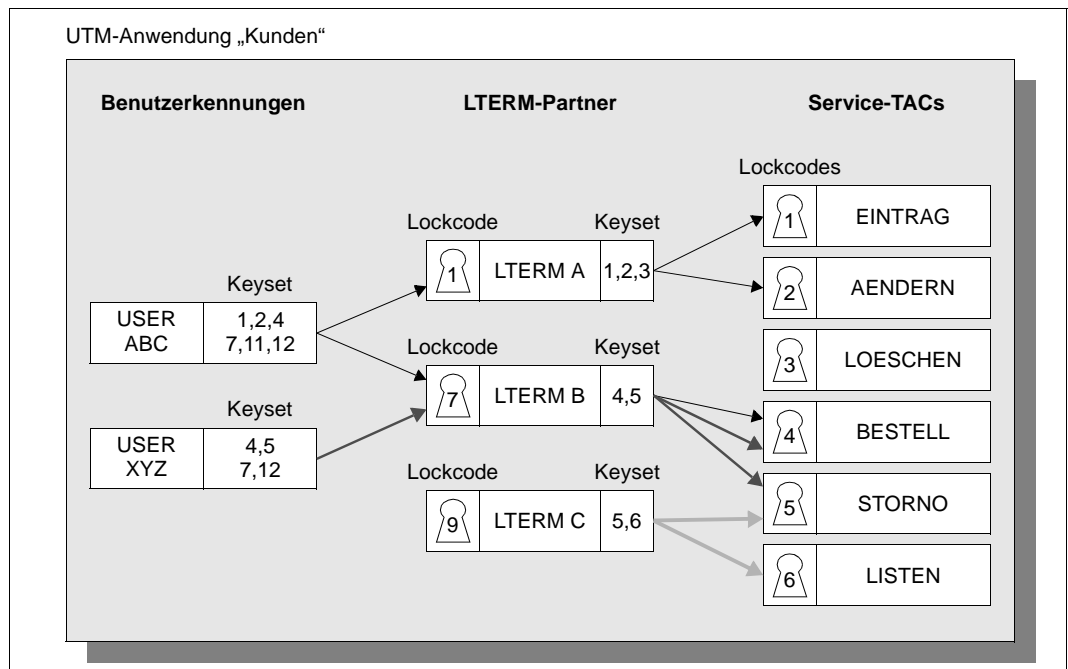 UTM-Anwendung „Kunden“
Benutzerkennungen
LTERM-Partner
Service-TACs
Lockcodes
1 EINTRAG
Lockcode Keyset
1 LTERM A 1,2,3
2 AENDERN
Keyset
USER 1,2,4
ABC 7,11,12
Lockcode Keyset
7 LTERM B 4,5
3 LOESCHEN
4 BESTELL
Keyset
USER 4,5
XYZ 7,12
Lockcode Keyset
9 LTERM C 5,6
5 STORNO
6 LISTEN